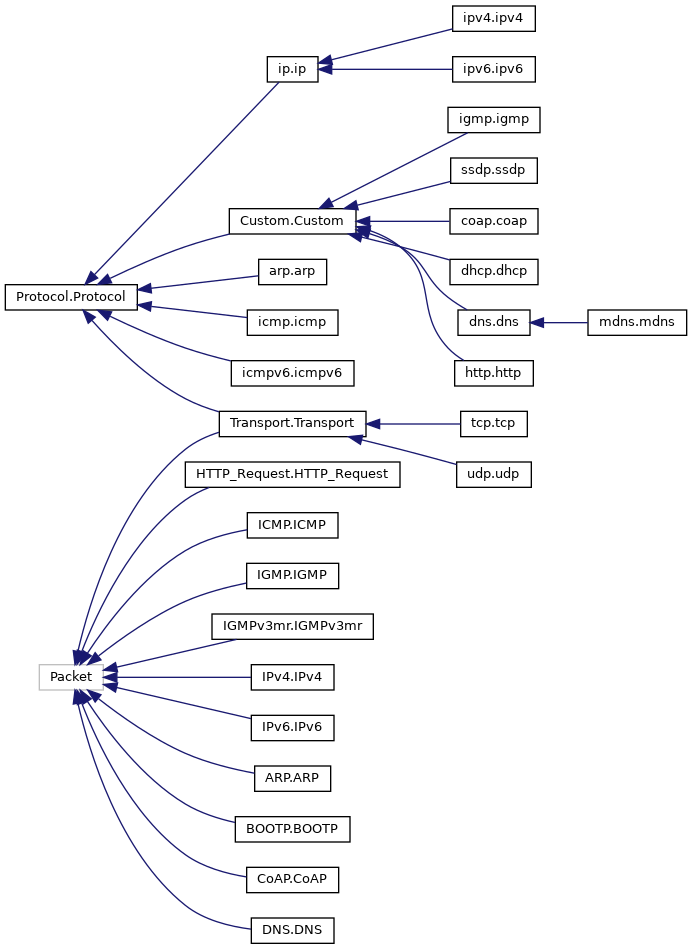 ipv4.ipv4
ip.ip
ipv6.ipv6
igmp.igmp
ssdp.ssdp
Custom.Custom
coap.coap
arp.arp
dhcp.dhcp
Protocol.Protocol
icmp.icmp
dns.dns
mdns.mdns
icmpv6.icmpv6
http.http
Transport.Transport
tcp.tcp
HTTP_Request.HTTP_Request
udp.udp
ICMP.ICMP
IGMP.IGMP
IGMPv3mr.IGMPv3mr
Packet
IPv4.IPv4
IPv6.IPv6
ARP.ARP
BOOTP.BOOTP
CoAP.CoAP
DNS.DNS